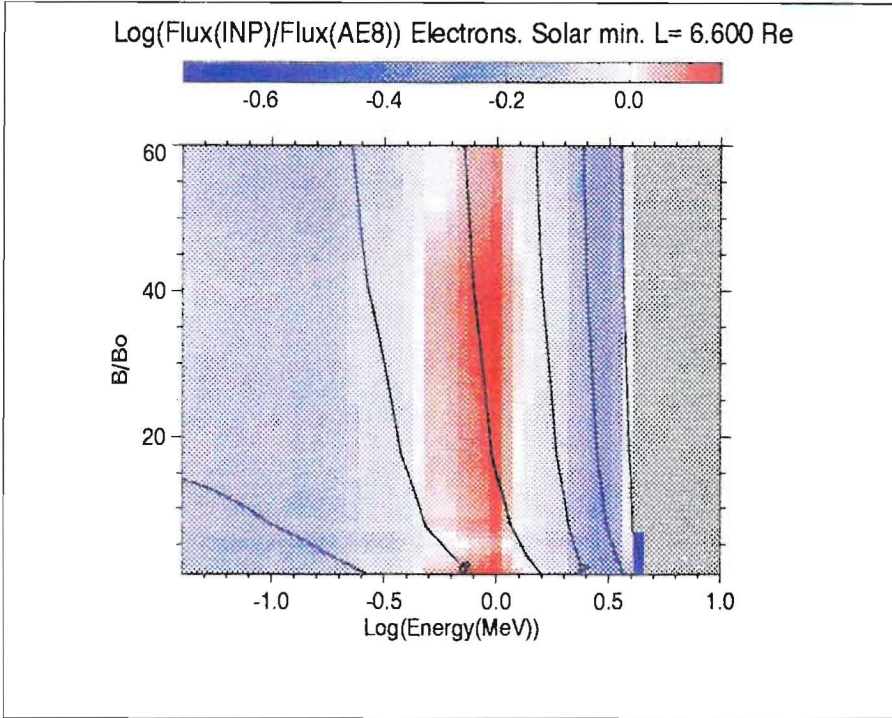 Log(Flux(INP)/Flux(AE8)) Electrons. Solar min. L= 6.600 Re
-0.6 -0.4 -0.2 0.0
60
40
20
B/Bo
-1.0 -0.5 0.0 0.5 1.0
Log(Energy(MeV))